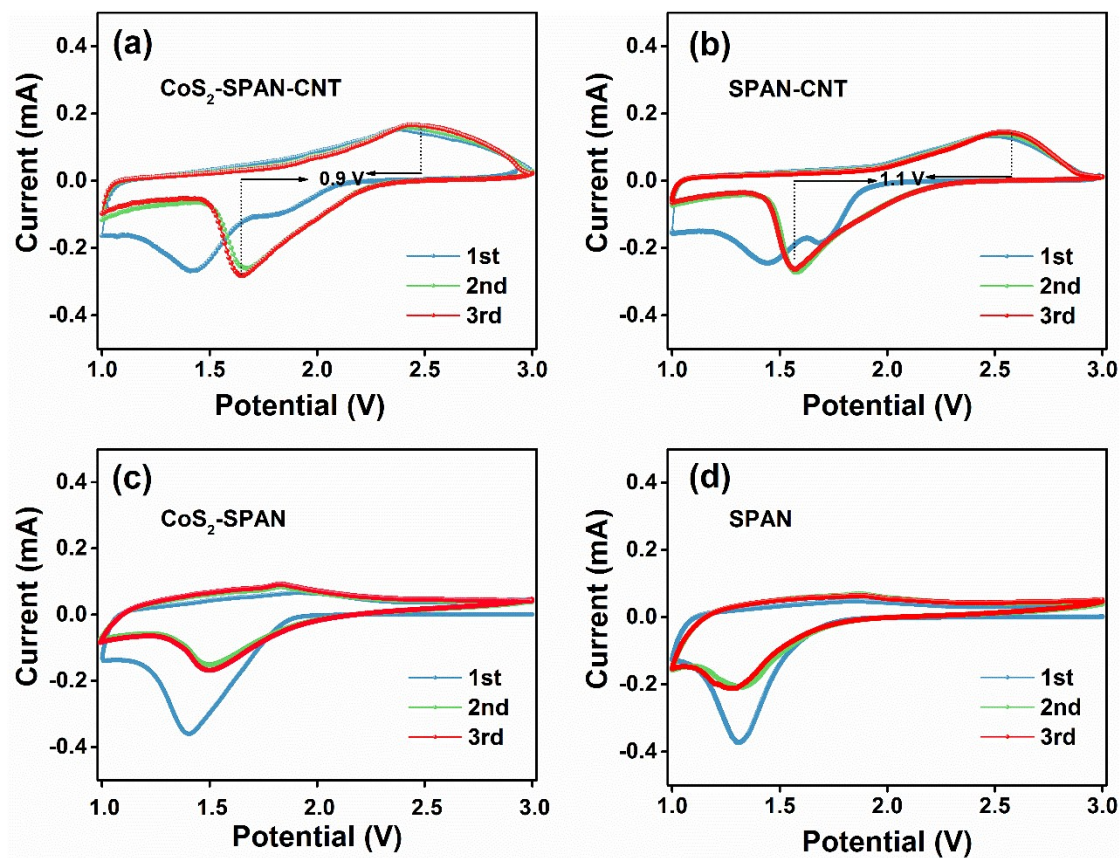 (a)
CoS₂-SPAN-CNT
0.9 V
1st
2nd
3rd
0.4
0.2
0.0
-0.2
-0.4
Current (mA)
1.0 1.5 2.0 2.5 3.0
Potential (V)
(b)
SPAN-CNT
1.1 V
1st
2nd
3rd
0.4
0.2
0.0
-0.2
-0.4
Current (mA)
1.0 1.5 2.0 2.5 3.0
Potential (V)
(c)
CoS₂-SPAN
1st
2nd
3rd
0.4
0.2
0.0
-0.2
-0.4
Current (mA)
1.0 1.5 2.0 2.5 3.0
Potential (V)
(d)
SPAN
1st
2nd
3rd
0.4
0.2
0.0
-0.2
-0.4
Current (mA)
1.0 1.5 2.0 2.5 3.0
Potential (V)